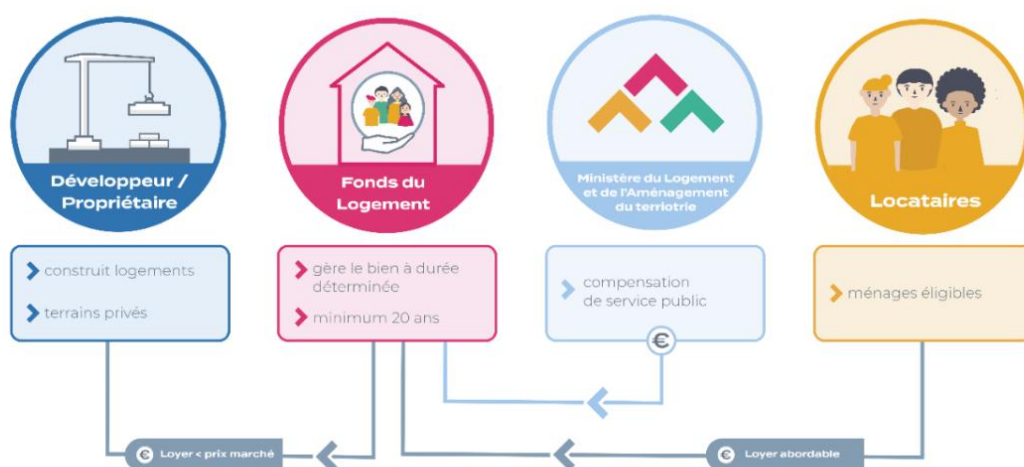 Développeur /
Propriétaire
Fonds du
Logement
Ministère du Logement
et de l'Aménagement
du terriotrie
Locataires
construit logements
terrains privés
gère le bien à durée
déterminée
minimum 20 ans
compensation
de service public
ménages éligibles
€
€ Loyer < prix marché
€ Loyer abordable